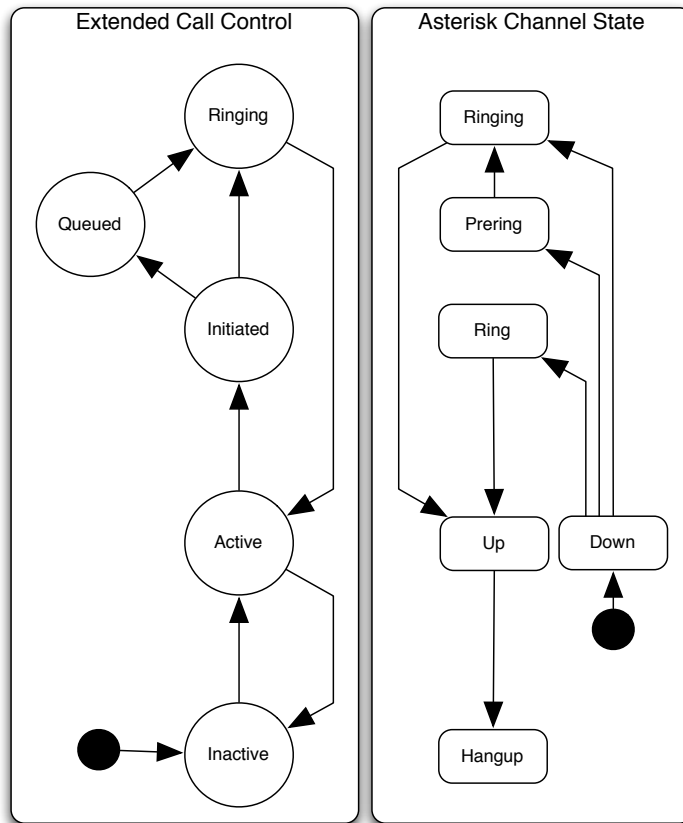 Extended Call Control
Ringing
Queued
Initiated
Active
Inactive
Asterisk Channel State
Ringing
Prering
Ring
Up
Down
Hangup